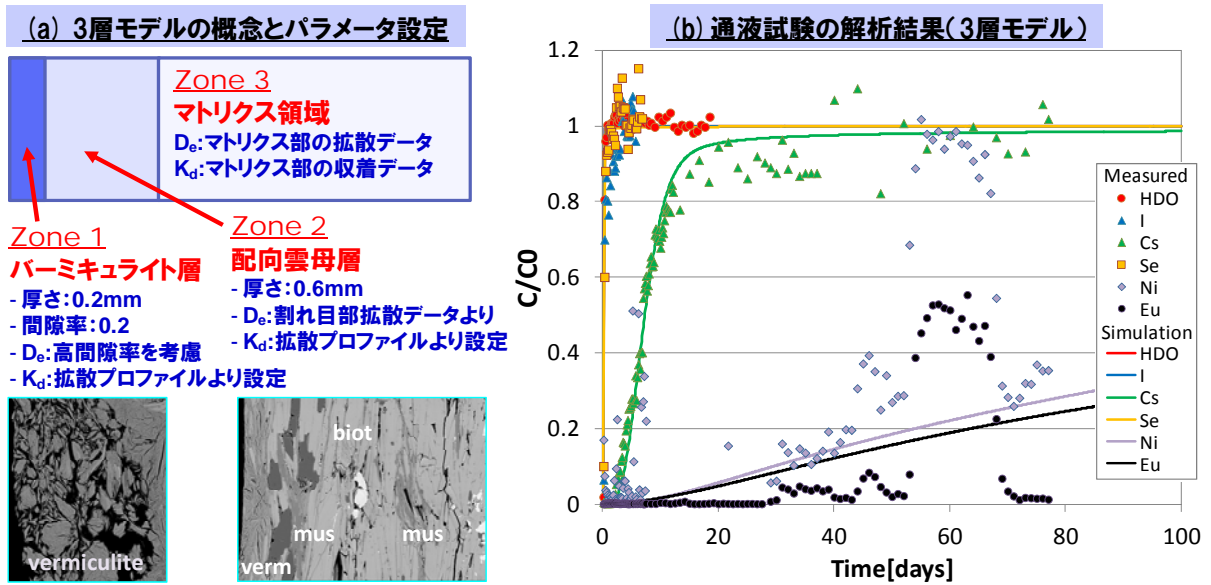 (a) 3層モデルの概念とパラメータ設定
Zone 3
マトリクス領域
De:マトリクス部の拡散データ
Kd:マトリクス部の収着データ
Zone 1
バーミキュライト層
- 厚さ:0.2mm
- 間隙率:0.2
- De:高間隙率を考慮
- Kd:拡散プロファイルより設定
Zone 2
配向雲母層
- 厚さ:0.6mm
- De:割れ目部拡散データより
- Kd:拡散プロファイルより設定
vermiculite
biot
mus
mus
verm
(b) 通液試験の解析結果(3層モデル)
1.2
1
0.8
0.6
0.4
0.2
0
C/C0
0
20
40
60
80
100
Time[days]
Measured
HDO
I
Cs
Se
Ni
Eu
Simulation
HDO
I
Cs
Se
Ni
Eu